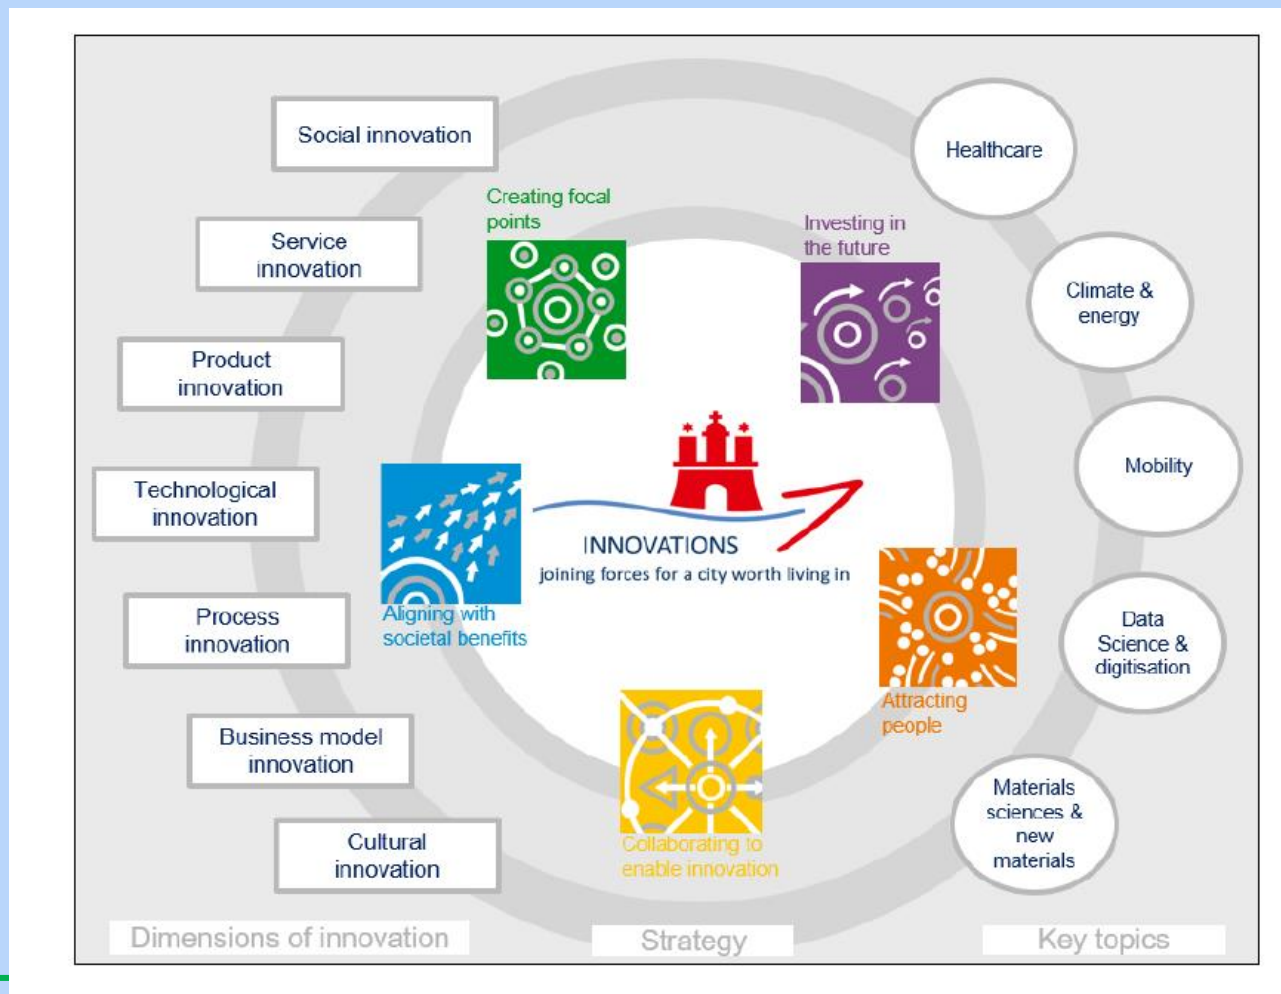 Social innovation
Service
innovation
Product
innovation
Technological
innovation
Process
innovation
Business model
innovation
Cultural
innovation
Dimensions of innovation
Creating focal
points
Investing in
the future
Aligning with
societal benefits
INNOVATIONS
joining forces for a city worth living in
Attracting
people
Collaborating to
enable innovation
Strategy
Healthcare
Climate &
energy
Mobility
Data
Science &
digitisation
Materials
sciences &
new
materials
Key topics